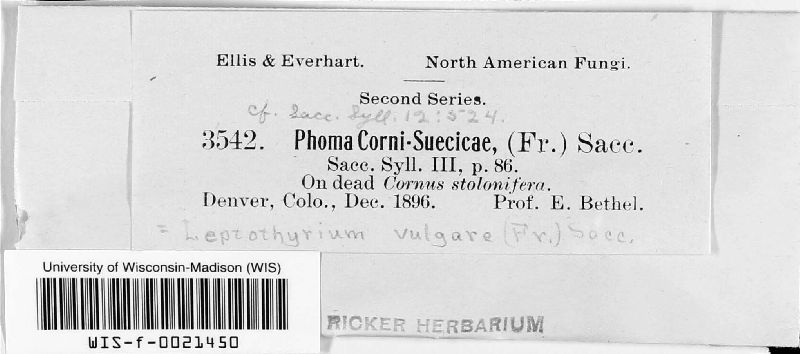 Ellis & Everhart. North American Fungi.
Second Series.
cf. Sacc. Syll. 12:524.
3542. Phoma Corni-Suecicae, (Fr.) Sacc.
Sacc. Syll. III, p. 86.
On dead Cornus stolonifera.
Denver, Colo., Dec. 1896. Prof. E. Bethel.
= Leptothyrium vulgare (Fr.) Sacc.
University of Wisconsin-Madison (WIS)
WIS-f-0021450
RICKER HERBARIUM